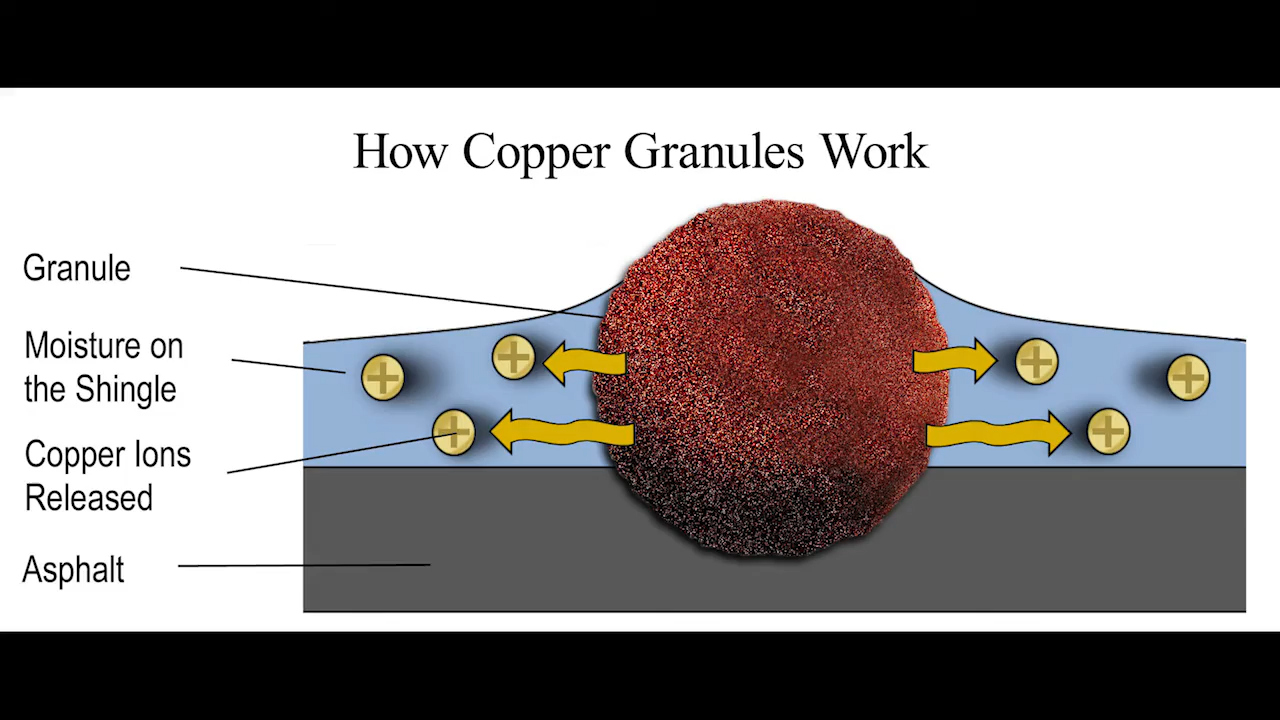 How Copper Granules Work
Granule
Moisture on
the Shingle
Copper Ions
Released
Asphalt